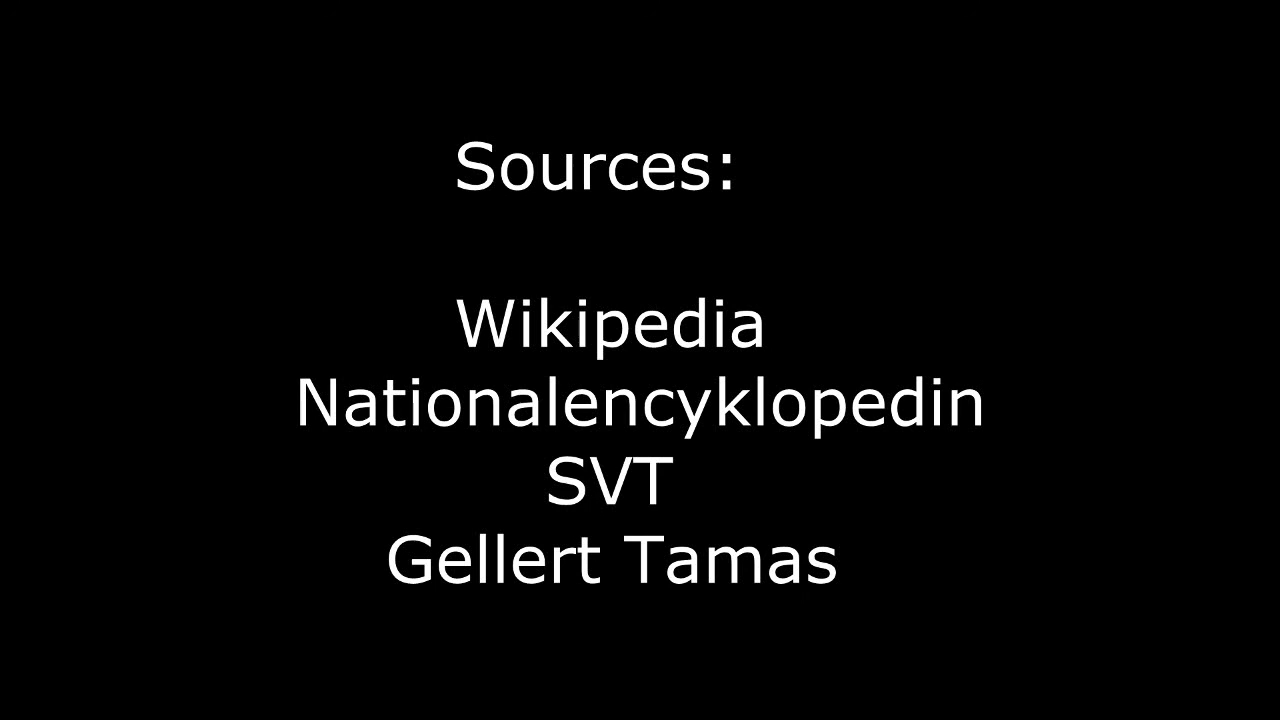 Sources:
Wikipedia
Nationalencyklopedin
SVT
Gellert Tamas